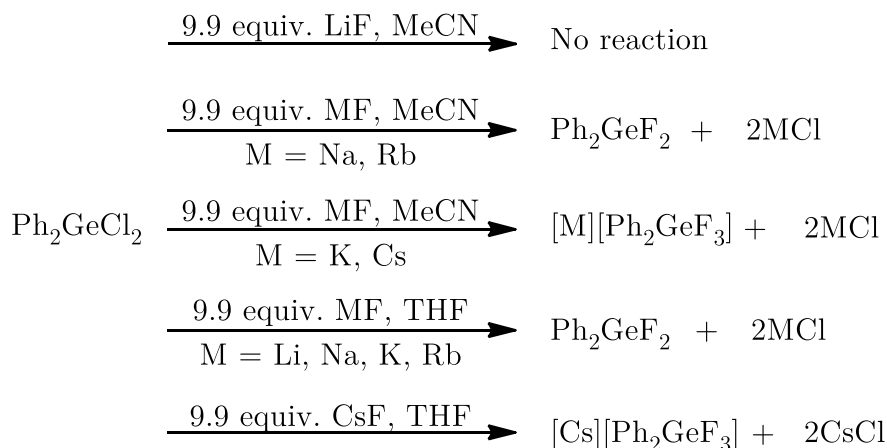 9.9 equiv. LiF, MeCN
No reaction
9.9 equiv. MF, MeCN
M = Na, Rb
Ph₂GeF₂ + 2MCl
Ph₂GeCl₂
9.9 equiv. MF, MeCN
M = K, Cs
[M][Ph₂GeF₃] + 2MCl
9.9 equiv. MF, THF
M = Li, Na, K, Rb
Ph₂GeF₂ + 2MCl
9.9 equiv. CsF, THF
[Cs][Ph₂GeF₃] + 2CsCl